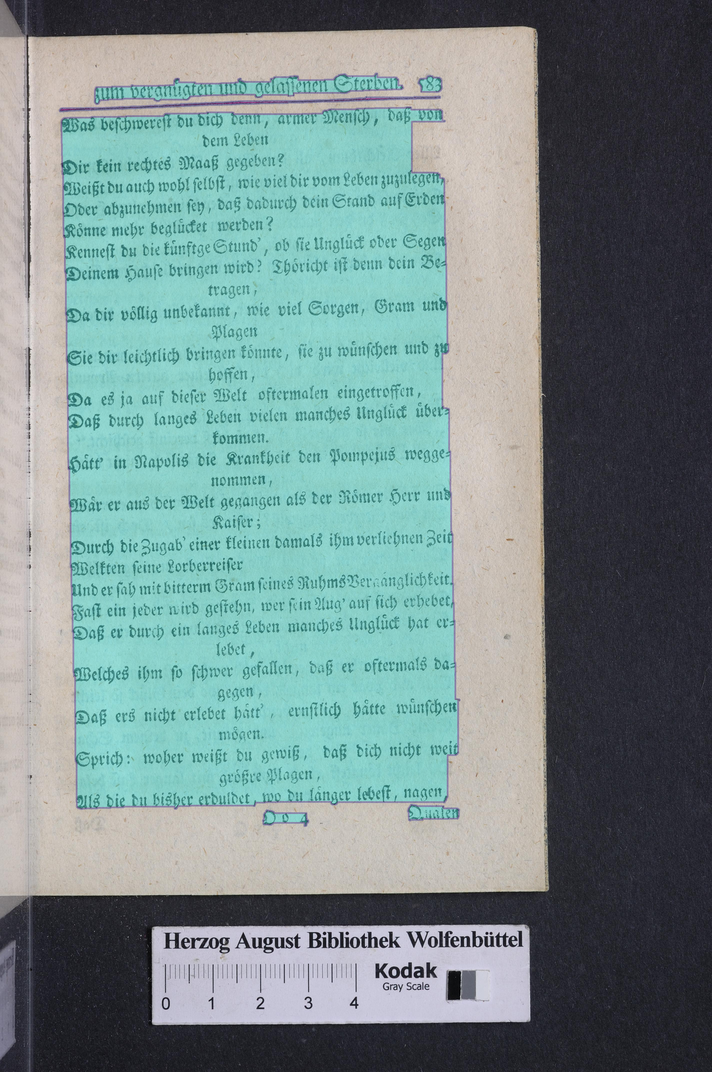 zum vergnügten und gelassenen Sterben. 583
Was beschwerest du dich denn, armer Mensch, daß von
dem Leben
Dir kein rechtes Maaß gegeben?
Weißt du auch wohl selbst, wie viel dir vom Leben zuzulegen,
Oder abzunehmen sey, daß dadurch dein Stand auf Erden
Könne mehr beglücket werden?
Kennest du die künftge Stund', ob sie Unglück oder Segen
Deinem Hause bringen wird? Thöricht ist denn dein Be-
tragen,
Da dir völlig unbekannt, wie viel Sorgen, Gram und
Plagen
Sie dir leichtlich bringen könnte, sie zu wünschen und zu
hoffen,
Da es ja auf dieser Welt oftermalen eingetroffen,
Daß durch langes Leben vielen manches Unglück über-
kommen.
Hätt' in Napolis die Krankheit den Pompejus wegge-
nommen,
Wär er aus der Welt gegangen als der Römer Herr und
Kaiser;
Durch die Zugab' einer kleinen damals ihm verliehnen Zeit
Welkten seine Lorberreiser
Und er sah mit bitterm Gram seines Ruhms Vergänglichkeit.
Fast ein jeder wird gestehn, wer sein Aug' auf sich erhebet,
Daß er durch ein langes Leben manches Unglück hat er-
lebet,
Welches ihm so schwer gefallen, daß er oftermals da-
gegen,
Daß ers nicht erlebet hätt', ernstlich hätte wünschen
mögen.
Sprich: woher weißt du gewiß, daß dich nicht weit
größre Plagen,
Als die du bisher erduldet, wo du länger lebest, nagen,
O o 4 Qualen
Herzog August Bibliothek Wolfenbüttel
Kodak
Gray Scale
0 1 2 3 4